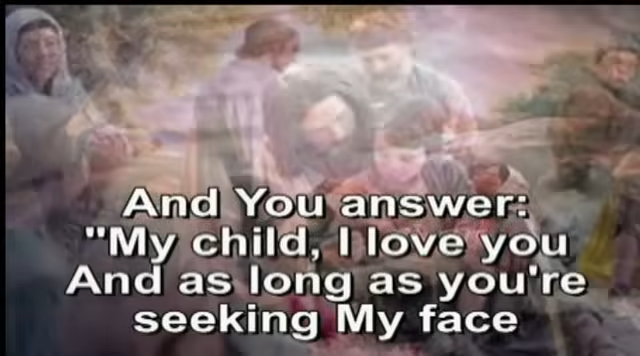 And You answer:
"My child, I love you
And as long as you're
seeking My face